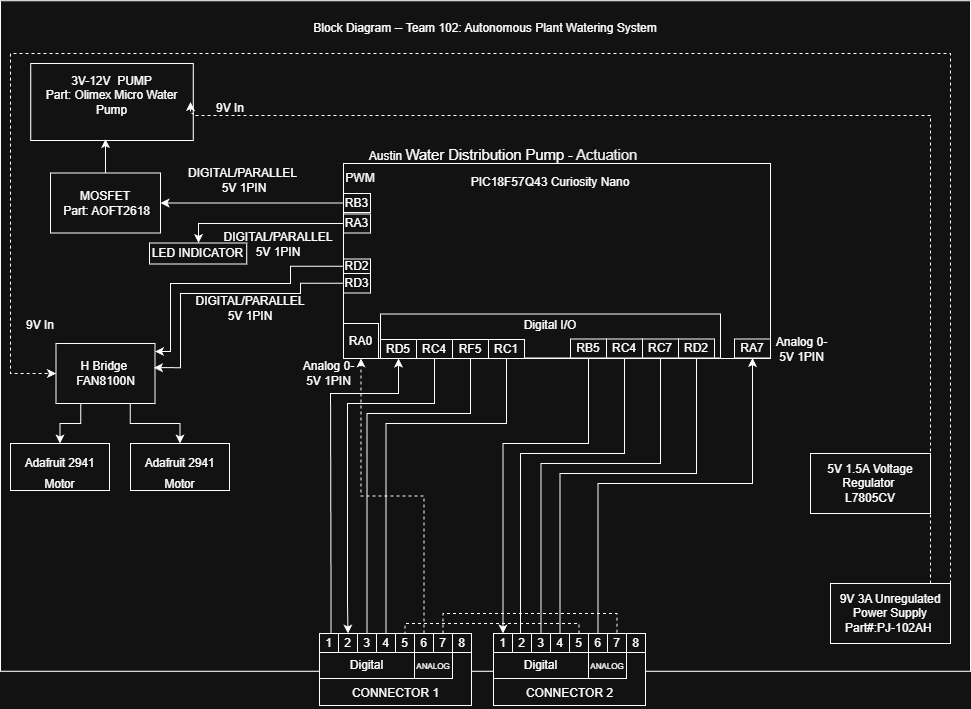 Block Diagram -- Team 102: Autonomous Plant Watering System
3V-12V PUMP
Part: Olimex Micro Water
Pump
9V In
Austin Water Distribution Pump - Actuation
PWM
PIC18F57Q43 Curiosity Nano
DIGITAL/PARALLEL
5V 1PIN
MOSFET
Part: AOFT2618
RB3
RA3
DIGITAL/PARALLEL
5V 1PIN
LED INDICATOR
RD2
RD3
DIGITAL/PARALLEL
5V 1PIN
9V In
Digital I/O
RA0
RD5 RC4 RF5 RC1
RB5 RC4 RC7 RD2
RA7
Analog 0-
5V 1PIN
Analog 0-
5V 1PIN
H Bridge
FAN8100N
Adafruit 2941
Motor
Adafruit 2941
Motor
5V 1.5A Voltage
Regulator
L7805CV
9V 3A Unregulated
Power Supply
Part#:PJ-102AH
1 2 3 4 5 6 7 8
Digital ANALOG
CONNECTOR 1
1 2 3 4 5 6 7 8
Digital ANALOG
CONNECTOR 2